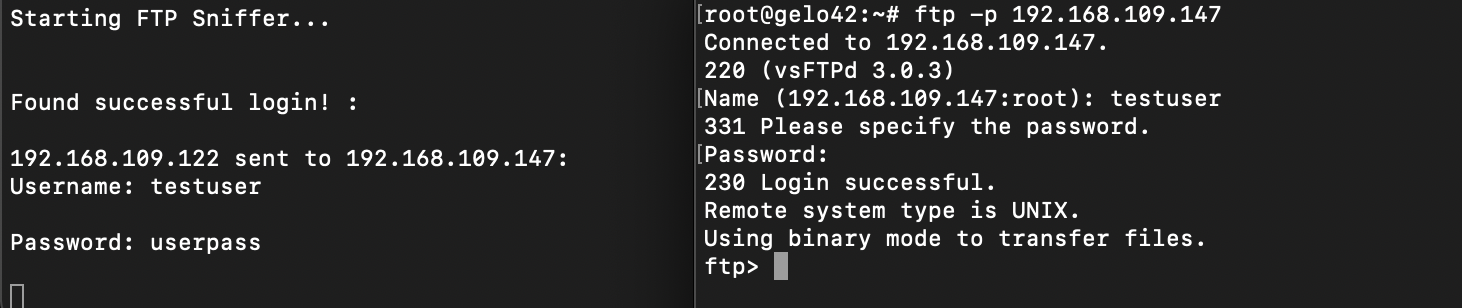 Starting FTP Sniffer...
Found successful login! :
192.168.109.122 sent to 192.168.109.147:
Username: testuser
Password: userpass
[root@gelo42:~# ftp -p 192.168.109.147
Connected to 192.168.109.147.
220 (vsFTPd 3.0.3)
[Name (192.168.109.147:root): testuser
331 Please specify the password.
[Password:
230 Login successful.
Remote system type is UNIX.
Using binary mode to transfer files.
ftp>